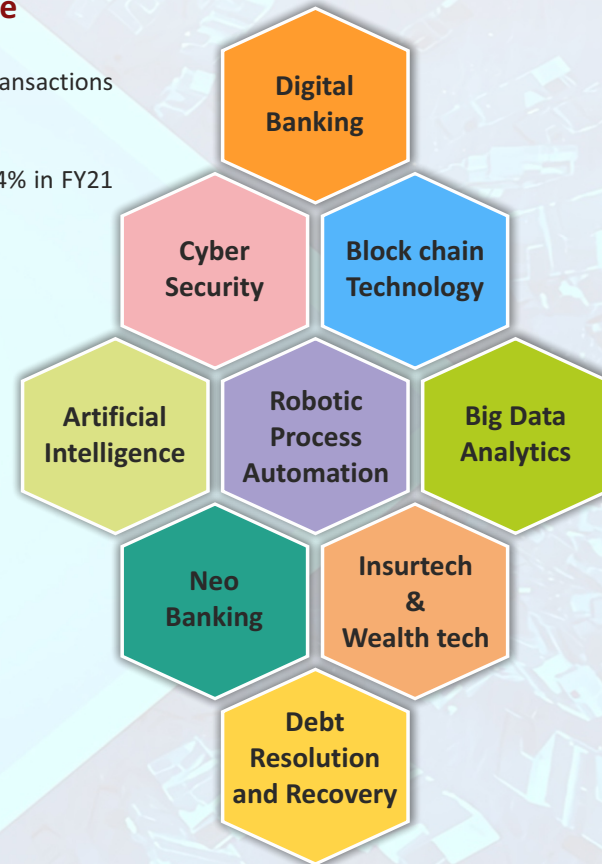 e
ansactions
4% in FY21
Digital
Banking
Cyber
Security
Block chain
Technology
Artificial
Intelligence
Robotic
Process
Automation
Big Data
Analytics
Neo
Banking
Insurtech
&
Wealth tech
Debt
Resolution
and Recovery